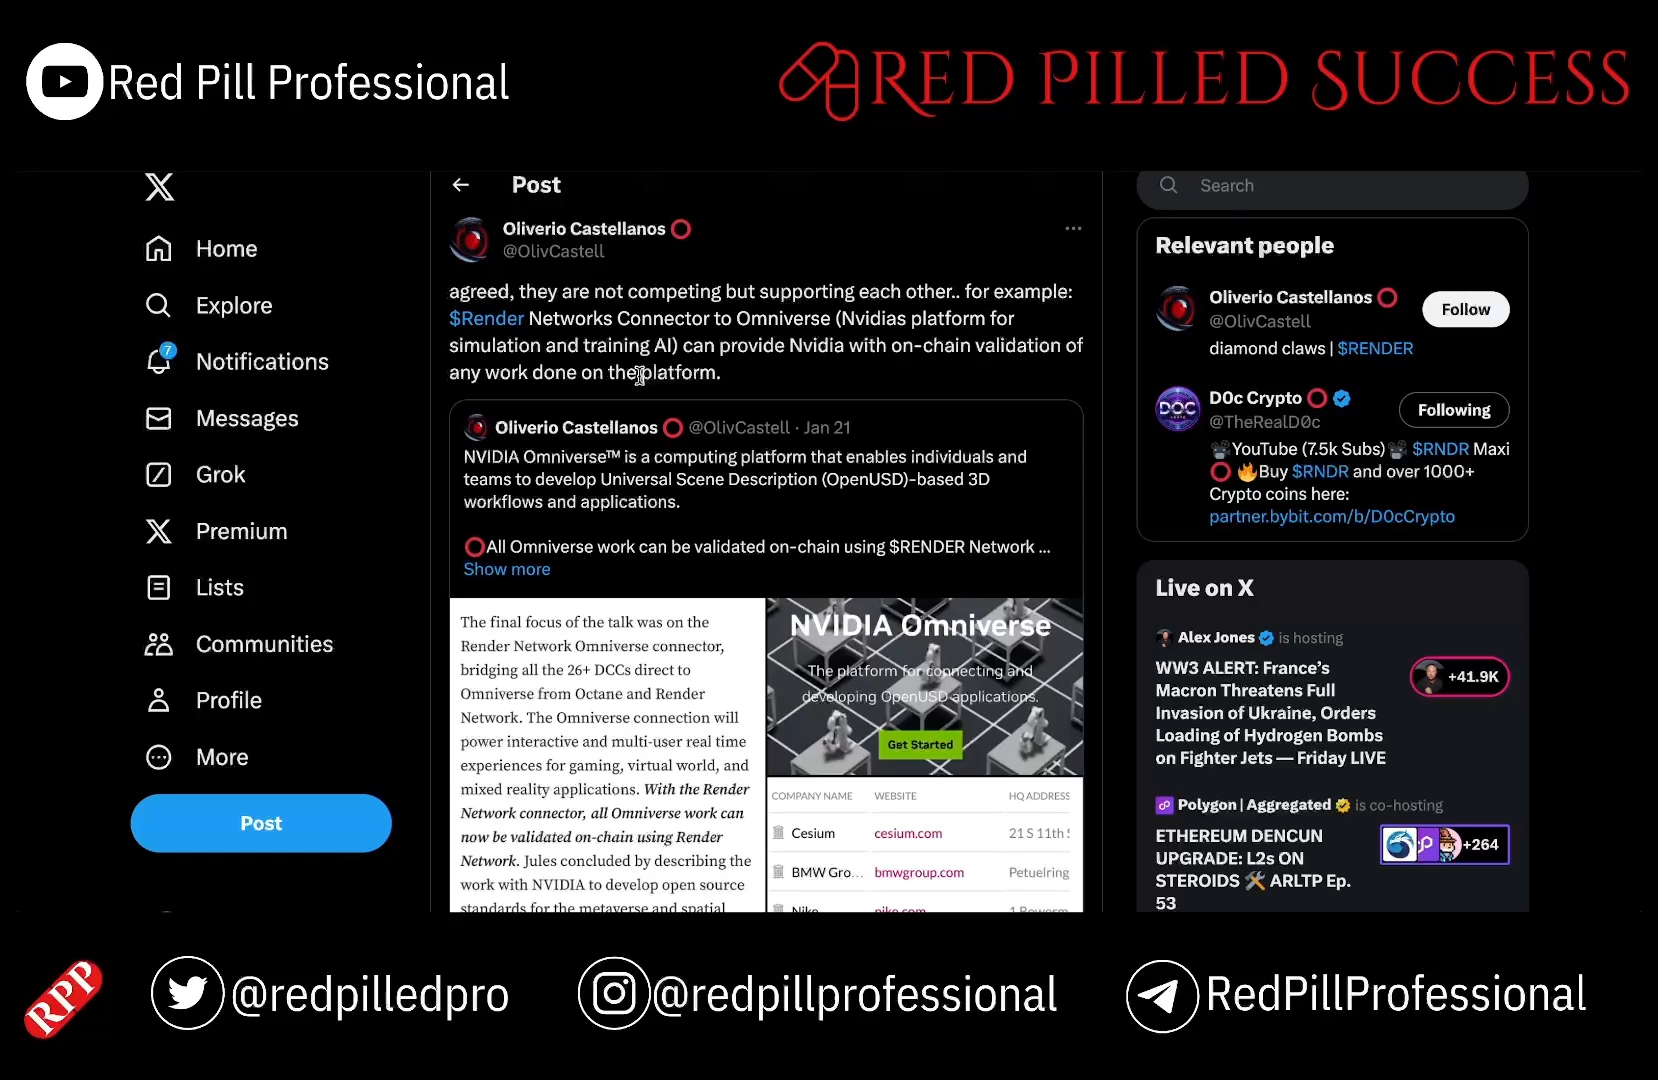 Red Pill Professional
RED PILLED SUCCESS
Home
Explore
7
Notifications
Messages
Grok
Premium
Lists
Communities
Profile
More
Post
Post
Oliverio Castellanos
@OlivCastell
agreed, they are not competing but supporting each other.. for example:
$Render Networks Connector to Omniverse (Nvidias platform for
simulation and training AI) can provide Nvidia with on-chain validation of
any work done on the platform.
Oliverio Castellanos @OlivCastell · Jan 21
NVIDIA Omniverse™ is a computing platform that enables individuals and
teams to develop Universal Scene Description (OpenUSD)-based 3D
workflows and applications.
All Omniverse work can be validated on-chain using $RENDER Network ...
Show more
The final focus of the talk was on the
Render Network Omniverse connector,
bridging all the 26+ DCCs direct to
Omniverse from Octane and Render
Network. The Omniverse connection will
power interactive and multi-user real time
experiences for gaming, virtual world, and
mixed reality applications. With the Render
Network connector, all Omniverse work can
now be validated on-chain using Render
Network. Jules concluded by describing the
work with NVIDIA to develop open source
standards for the metaverse and spatial
NVIDIA Omniverse
The platform for connecting and
developing OpenUSD applications.
Get Started
COMPANY NAME WEBSITE HQ ADDRESS
Cesium cesium.com 21 S 11th
BMW Gro... bmwgroup.com Petuelring
Nike nike.com
Search
Relevant people
Oliverio Castellanos
@OlivCastell
Follow
diamond claws | $RENDER
DOC
D0c Crypto
@TheRealD0c
Following
YouTube (7.5k Subs) $RNDR Maxi
Buy $RNDR and over 1000+
Crypto coins here:
partner.bybit.com/b/D0cCrypto
Live on X
Alex Jones is hosting
WW3 ALERT: France's
Macron Threatens Full
Invasion of Ukraine, Orders
Loading of Hydrogen Bombs
on Fighter Jets — Friday LIVE
+41.9K
Polygon | Aggregated is co-hosting
ETHEREUM DENCUN
UPGRADE: L2s ON
STEROIDS ARLTP Ep.
53
+264
RPP
@redpilledpro
@redpillprofessional
RedPillProfessional